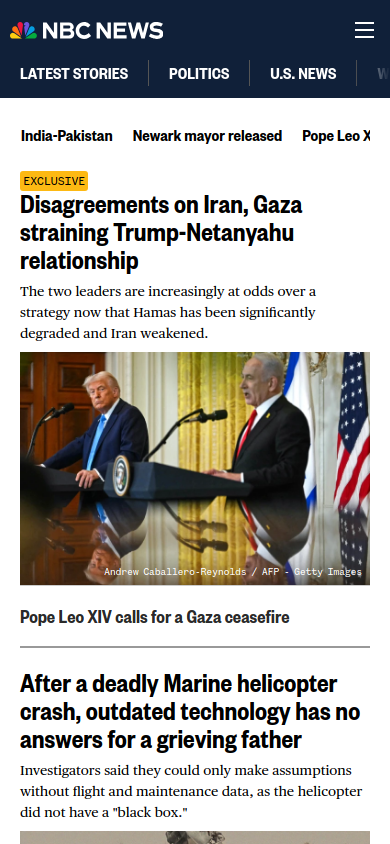 NBC NEWS
LATEST STORIES
POLITICS
U.S. NEWS
India-Pakistan
Newark mayor released
Pope Leo X
EXCLUSIVE
Disagreements on Iran, Gaza
straining Trump-Netanyahu
relationship
The two leaders are increasingly at odds over a
strategy now that Hamas has been significantly
degraded and Iran weakened.
Andrew Caballero-Reynolds / AFP - Getty Images
Pope Leo XIV calls for a Gaza ceasefire
After a deadly Marine helicopter
crash, outdated technology has no
answers for a grieving father
Investigators said they could only make assumptions
without flight and maintenance data, as the helicopter
did not have a "black box."